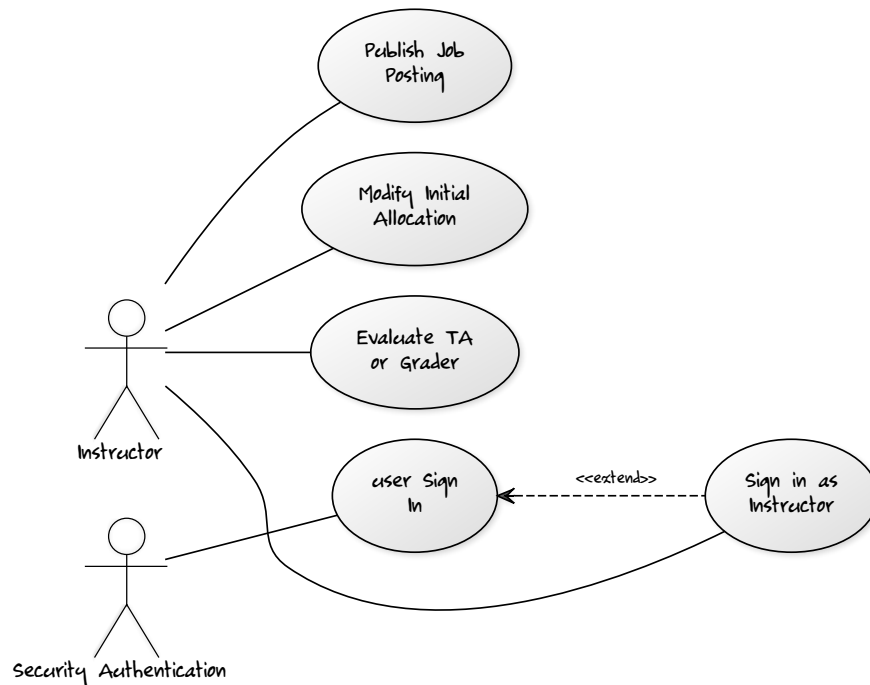 Publish Job
Posting
Modify Initial
Allocation
Evaluate TA
or Grader
Instructor
user Sign
In
<<extend>>
Sign in as
Instructor
Security Authentication